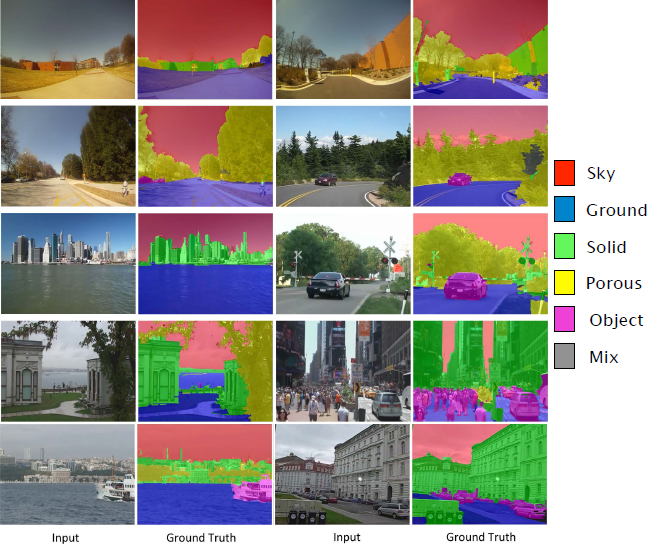 Sky
Ground
Solid
Porous
Object
Mix
Input
Ground Truth
Input
Ground Truth